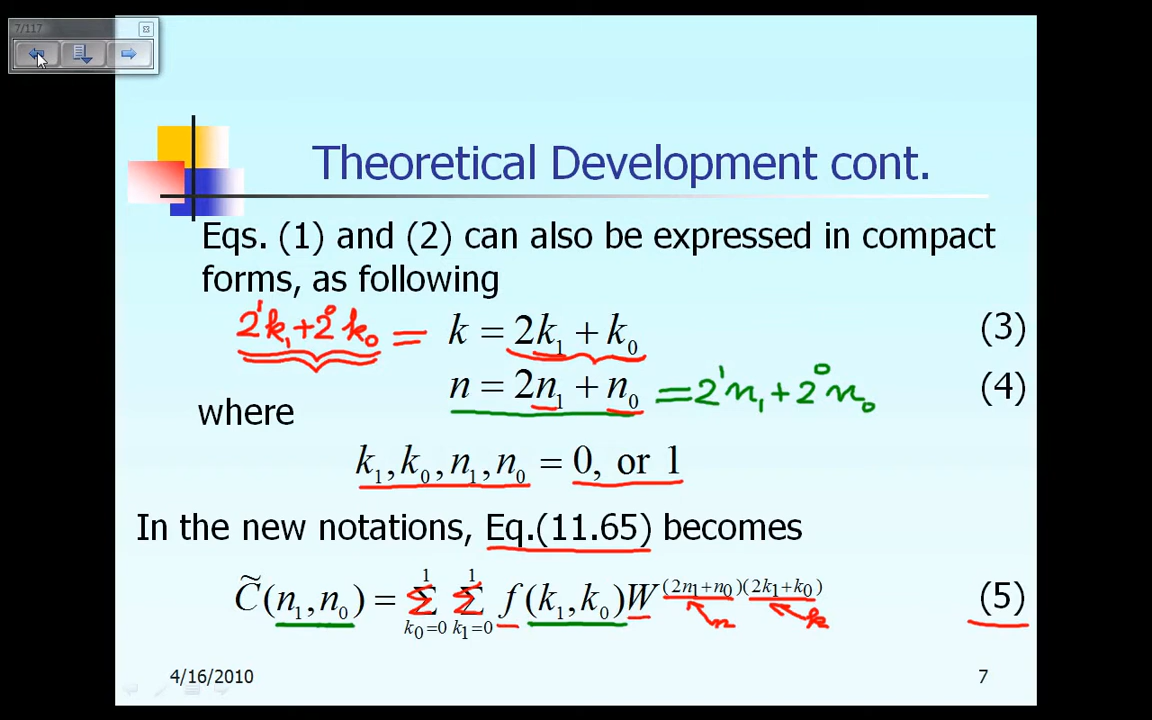 7/117
Theoretical Development cont.
Eqs. (1) and (2) can also be expressed in compact
forms, as following
2¹k₁+2⁰k₀ = k = 2k₁ + k₀ (3)
n = 2n₁ + n₀ =2¹n₁+2⁰n₀ (4)
where
k₁, k₀, n₁, n₀ = 0, or 1
In the new notations, Eq.(11.65) becomes
C̃(n₁, n₀) = Σ_{k₀=0}^{1} Σ_{k₁=0}^{1} f(k₁, k₀)W^{(2n₁+n₀)(2k₁+k₀)} (5)
n k
4/16/2010 7